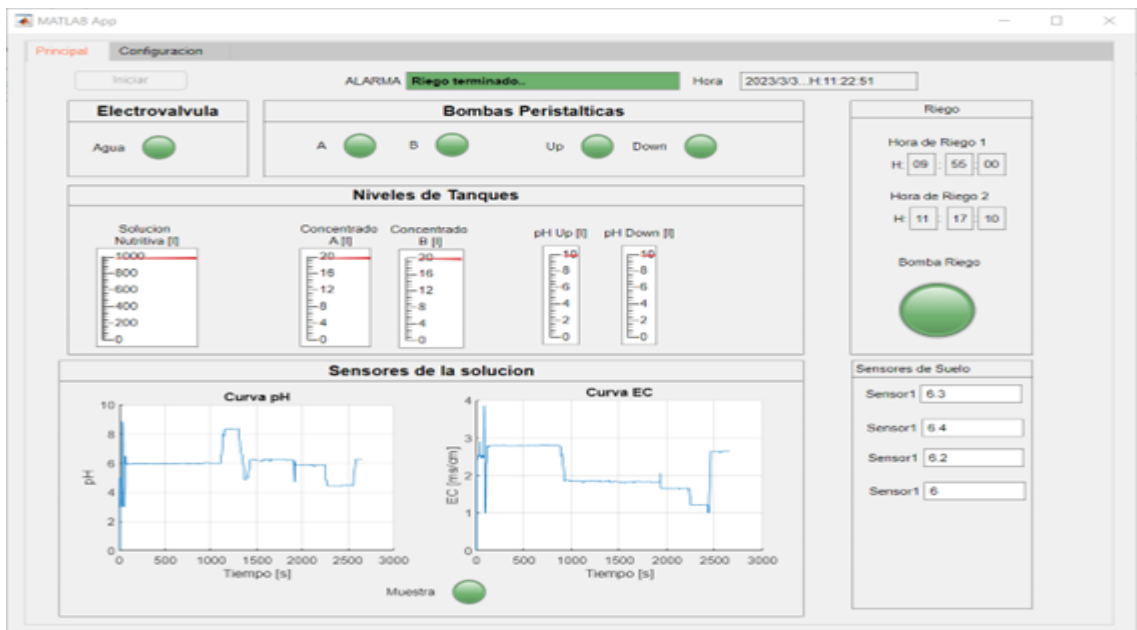 MATLAB App
Principal Configuracion
Iniciar ALARMA Riego terminado.. Hora 2023/3/3...H:11:22:51
Electrovalvula
Agua
Bombas Peristalticas
A B Up Down
Riego
Hora de Riego 1
H: 09 : 55 : 00
Hora de Riego 2
H: 11 : 17 : 10
Bomba Riego
Niveles de Tanques
Solucion
Nutritiva [l]
1000
800
600
400
200
0
Concentrado
A [l]
20
16
12
8
4
0
Concentrado
B [l]
20
16
12
8
4
0
pH Up [l]
10
8
6
4
2
0
pH Down [l]
10
8
6
4
2
0
Sensores de la solucion
Curva pH
pH
10
8
6
4
2
0
0 500 1000 1500 2000 2500 3000
Tiempo [s]
Curva EC
EC [ms/cm]
4
3
2
1
0
0 500 1000 1500 2000 2500 3000
Tiempo [s]
Muestra
Sensores de Suelo
Sensor1 6.3
Sensor1 6.4
Sensor1 6.2
Sensor1 6